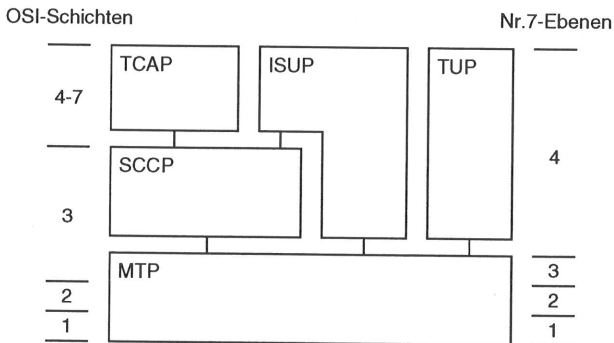 OSI-Schichten
Nr.7-Ebenen
TCAP
ISUP
TUP
4-7
4
SCCP
3
MTP
3
2
2
1
1